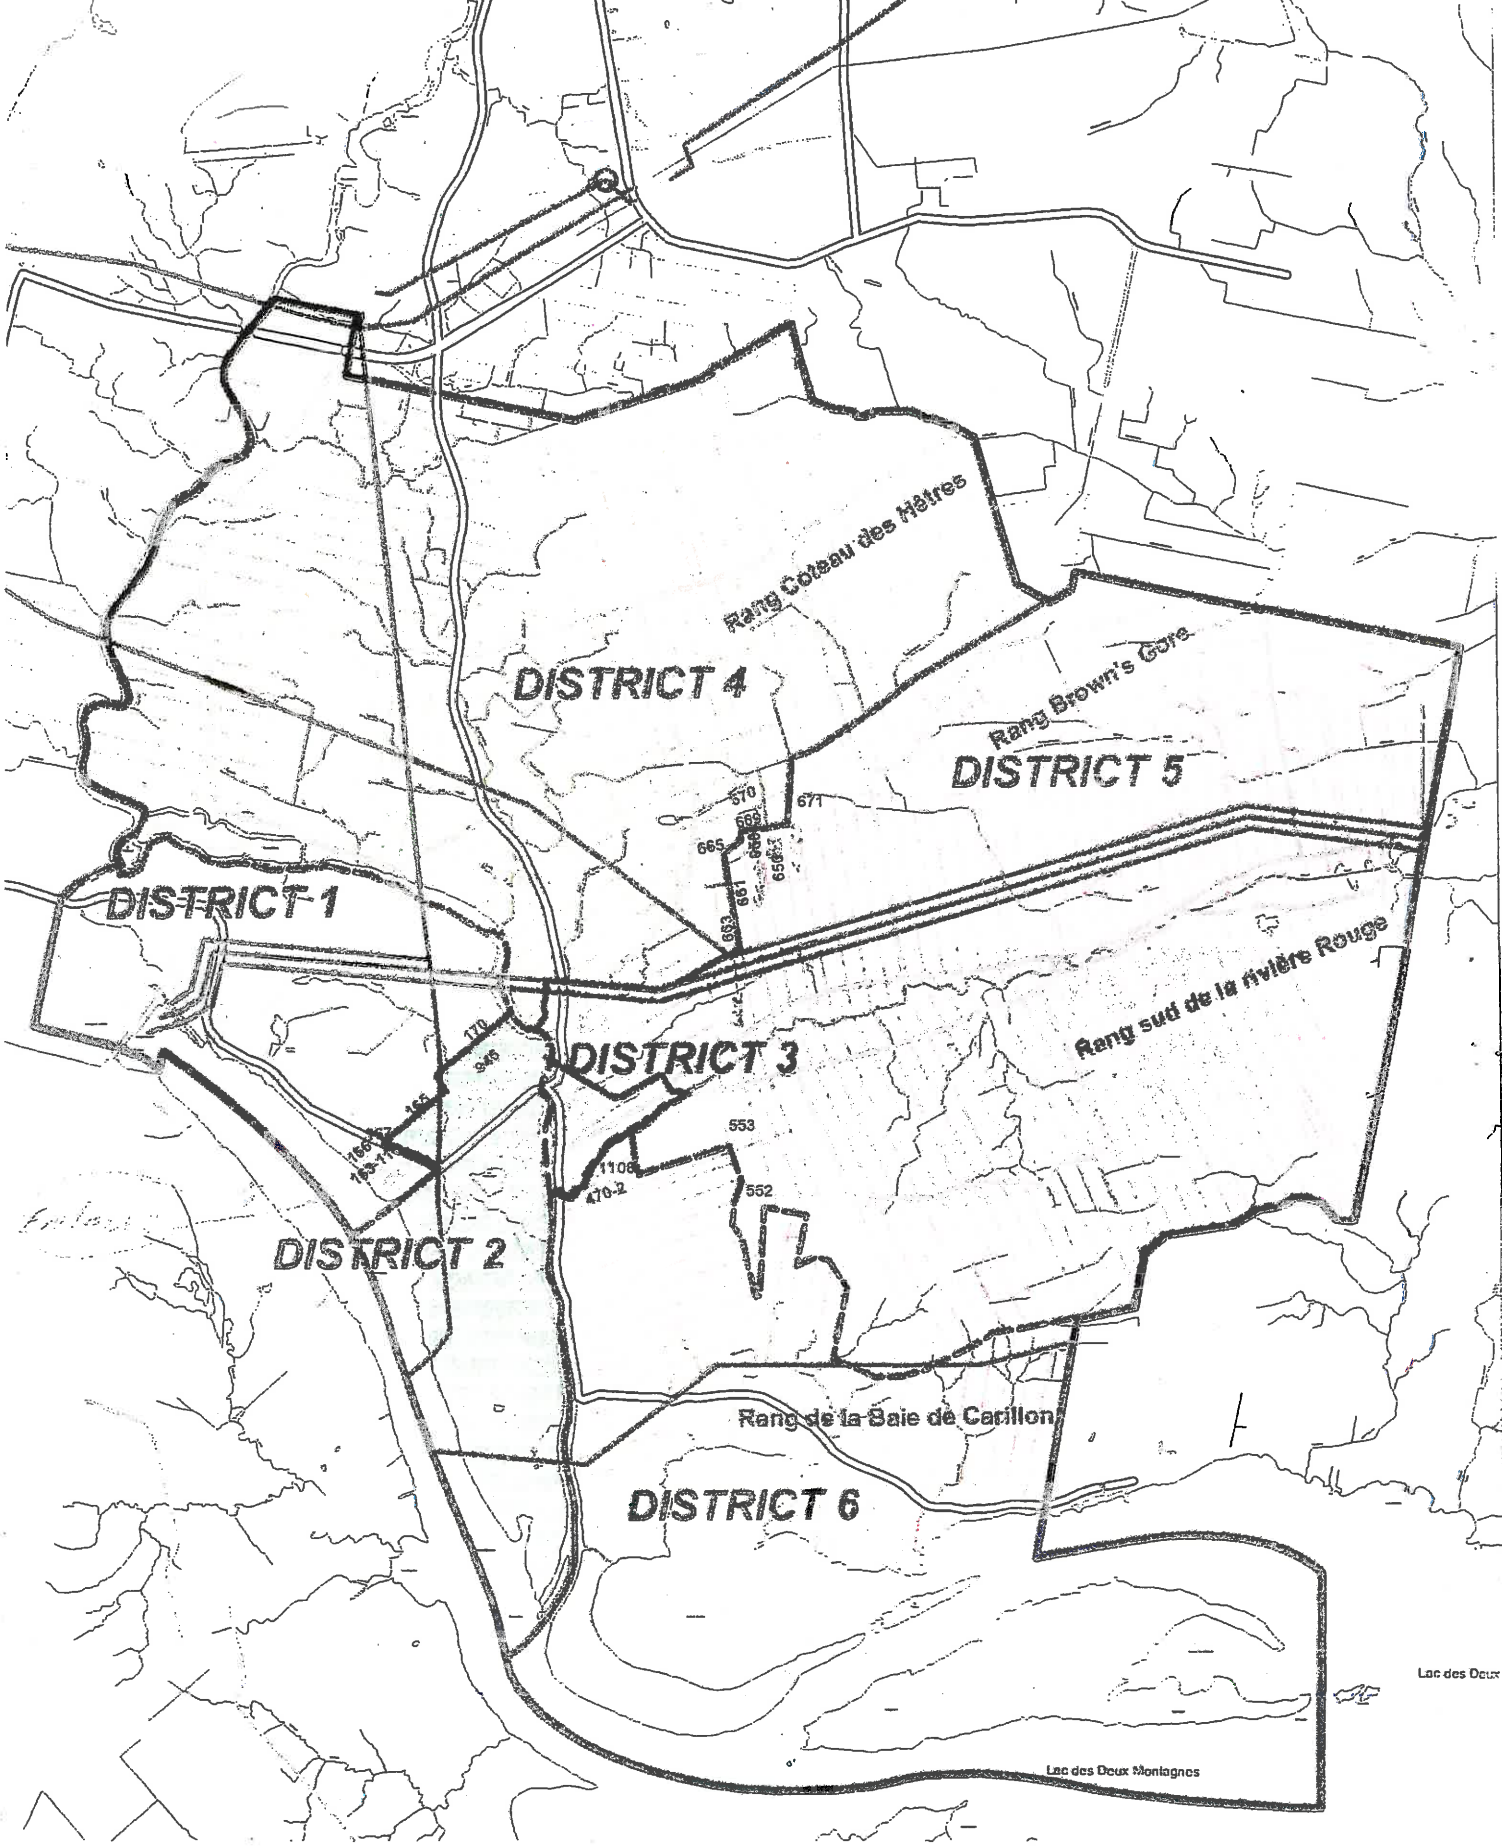 Rang Coteau des Hêtres
Rang Brown's Gore
DISTRICT 4
DISTRICT 5
570
671
669
665
659
661
663
DISTRICT 1
Rang sud de la rivière Rouge
170
945
DISTRICT 3
165
553
1108
470-2
552
DISTRICT 2
Rang de la Baie de Carillon
DISTRICT 6
Lac des Deux
Lac des Deux Montagnes